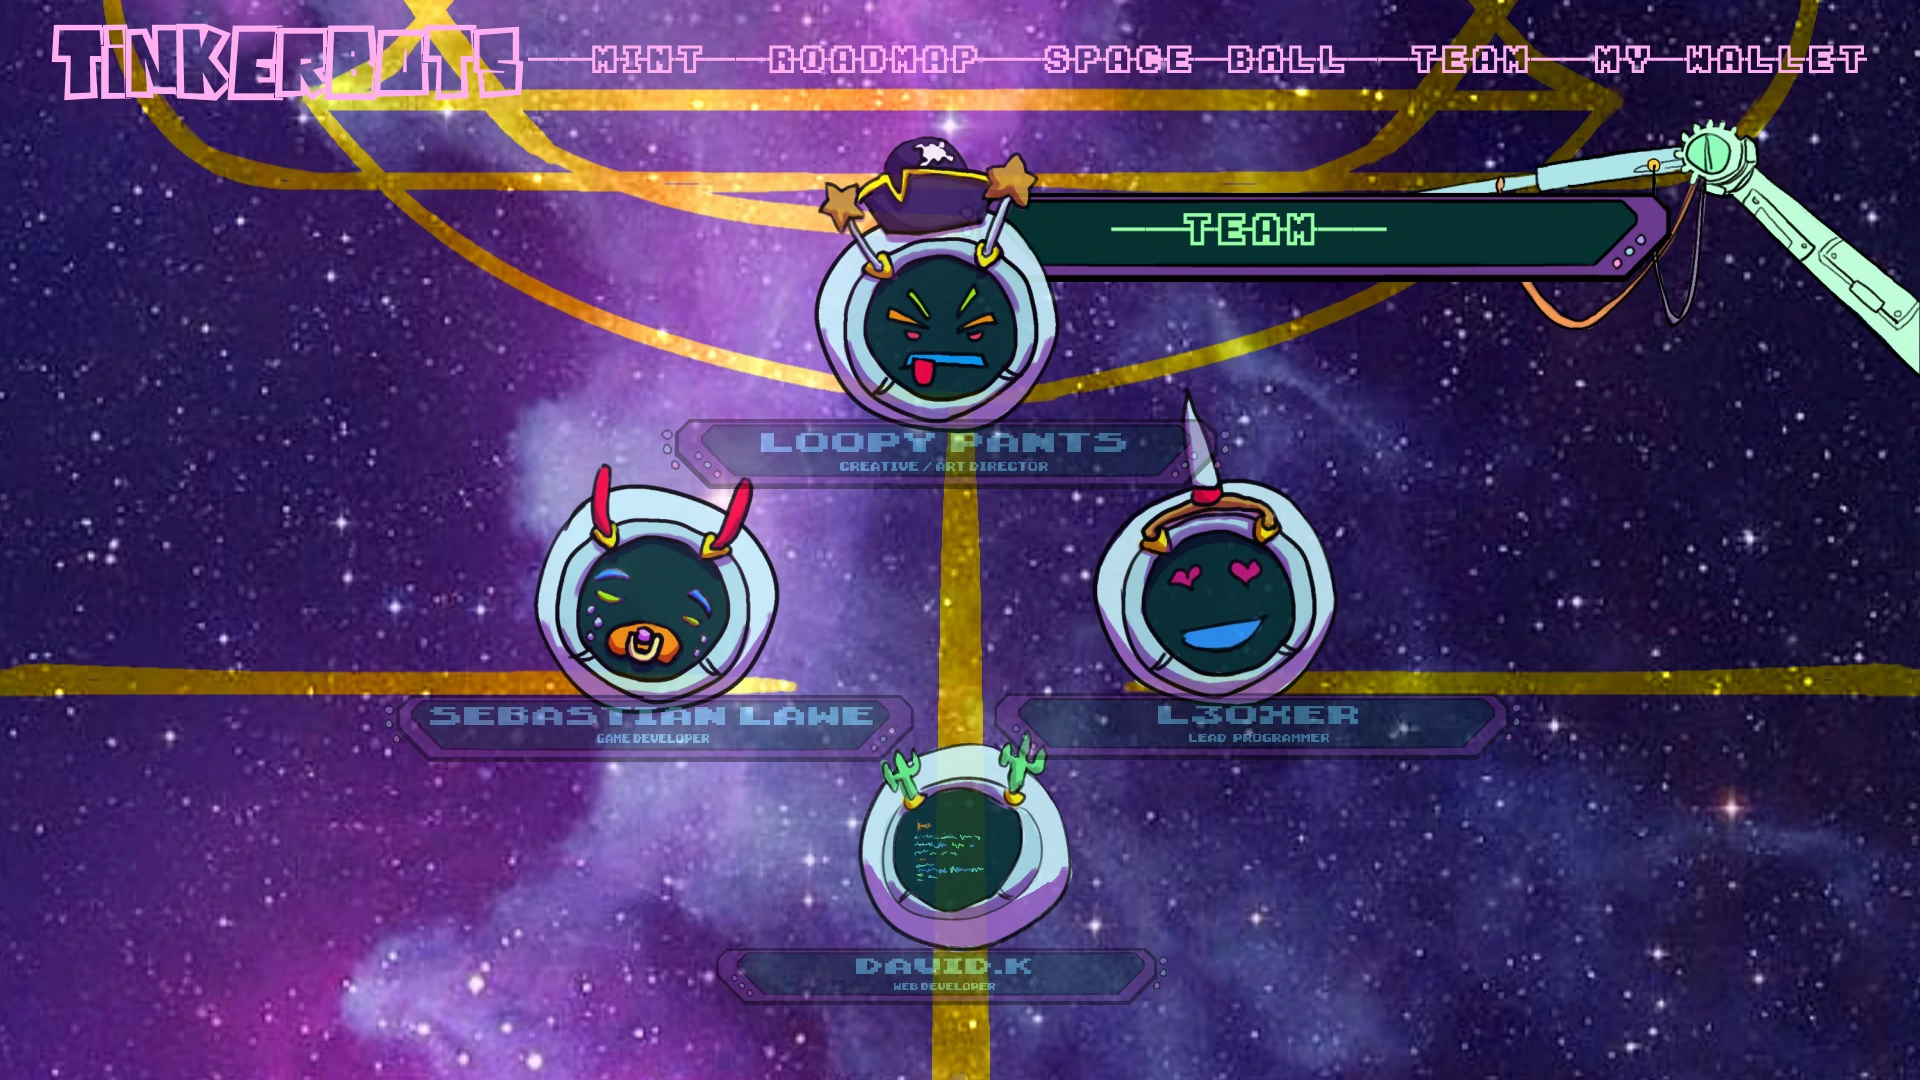 TiNKERBOTS
MINT ROADMAP SPACE BALL TEAM MY WALLET
TEAM
LOOPY PANTS
CREATIVE / ART DIRECTOR
SEBASTIAN LAWE
GAME DEVELOPER
L3OXER
LEAD PROGRAMMER
DAVID.K
WEB DEVELOPER